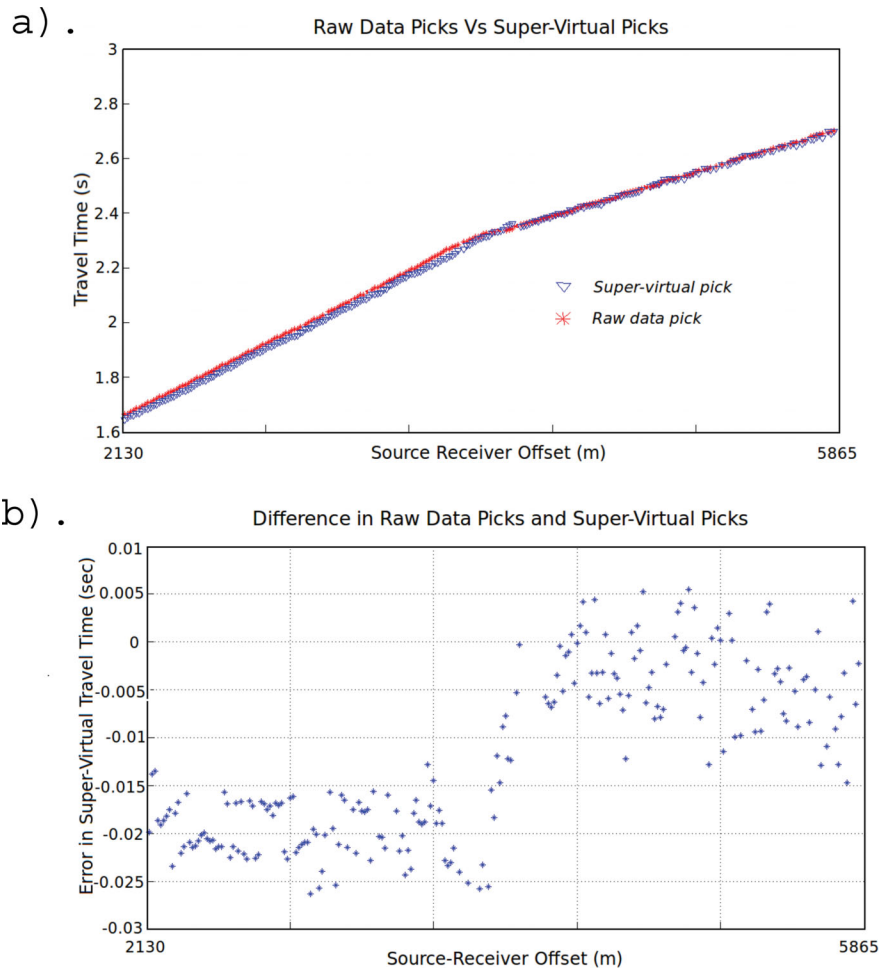 a).
Raw Data Picks Vs Super-Virtual Picks
3
2.8
2.6
2.4
2.2
2
1.8
1.6
Travel Time (s)
Super-virtual pick
Raw data pick
2130
Source Receiver Offset (m)
5865
b).
Difference in Raw Data Picks and Super-Virtual Picks
0.01
0.005
0
-0.005
-0.01
-0.015
-0.02
-0.025
-0.03
Error in Super-Virtual Travel Time (sec)
2130
Source-Receiver Offset (m)
5865